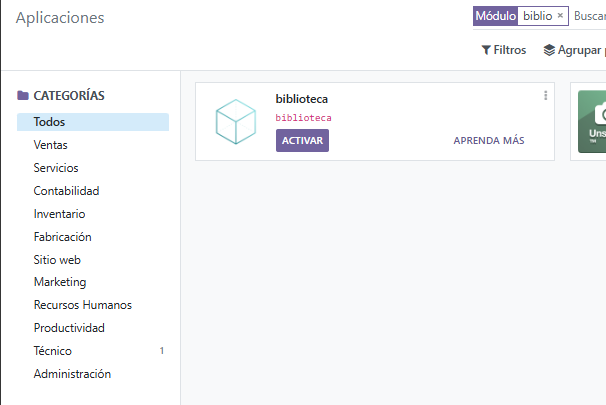 Aplicaciones
Módulo biblio × Buscar
Filtros Agrupar
CATEGORÍAS
Todos
Ventas
Servicios
Contabilidad
Inventario
Fabricación
Sitio web
Marketing
Recursos Humanos
Productividad
Técnico 1
Administración
biblioteca
biblioteca
ACTIVAR APRENDA MÁS
Uns